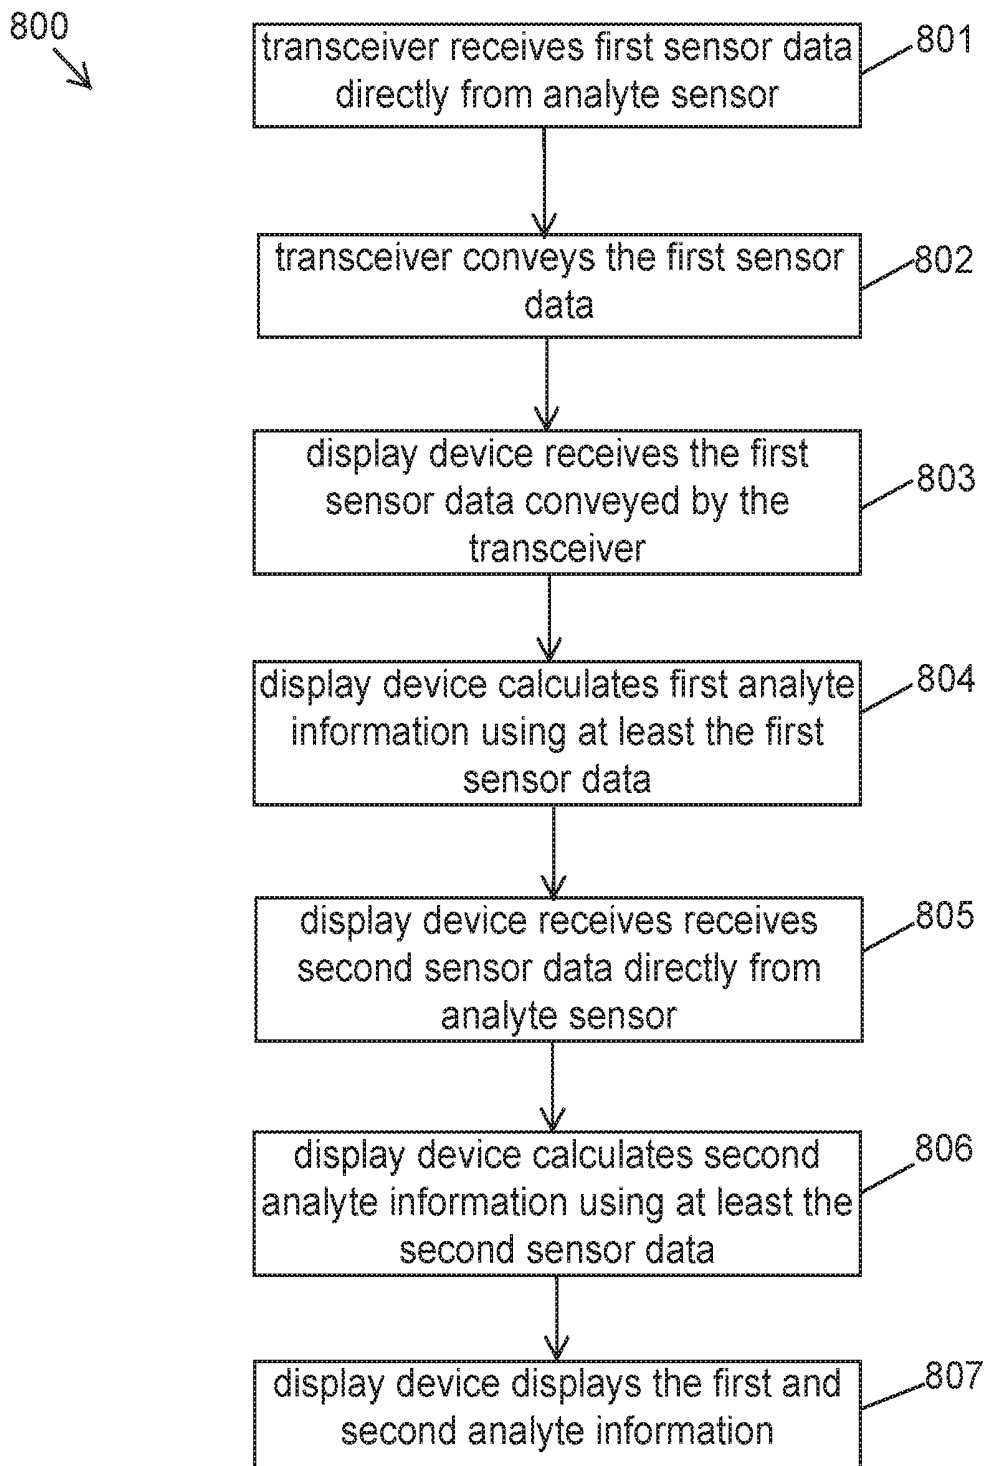 800
transceiver receives first sensor data
directly from analyte sensor
801
transceiver conveys the first sensor
data
802
display device receives the first
sensor data conveyed by the
transceiver
803
display device calculates first analyte
information using at least the first
sensor data
804
display device receives receives
second sensor data directly from
analyte sensor
805
display device calculates second
analyte information using at least the
second sensor data
806
display device displays the first and
second analyte information
807